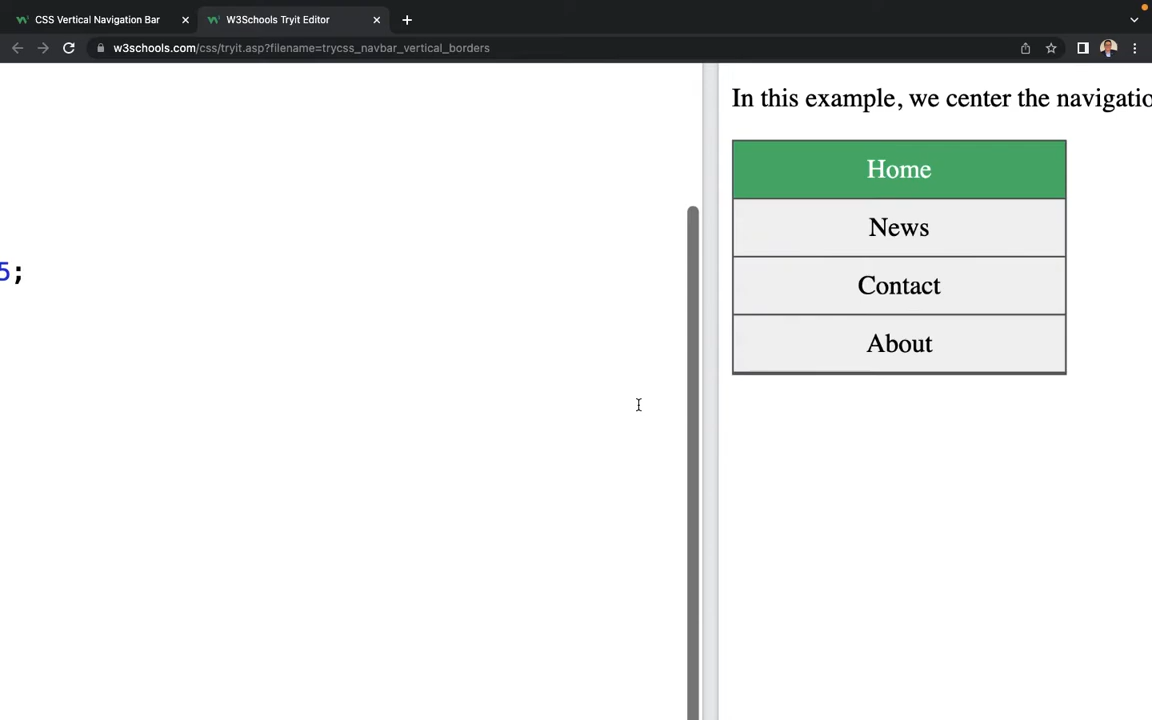 CSS Vertical Navigation Bar
W3Schools Tryit Editor
w3schools.com/css/tryit.asp?filename=trycss_navbar_vertical_borders
In this example, we center the navigatio
Home
News
5;
Contact
About